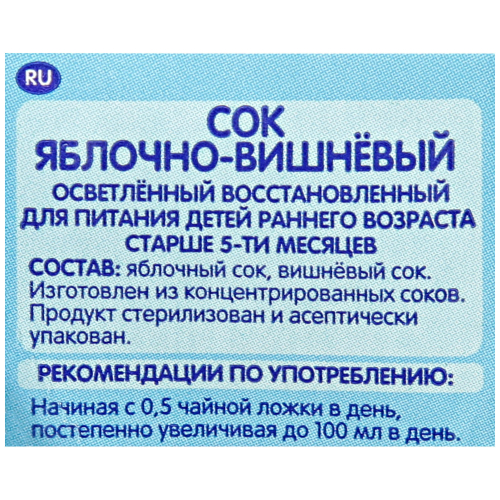 RU
СОК
ЯБЛОЧНО-ВИШНЁВЫЙ
ОСВЕТЛЁННЫЙ ВОССТАНОВЛЕННЫЙ
ДЛЯ ПИТАНИЯ ДЕТЕЙ РАННЕГО ВОЗРАСТА
СТАРШЕ 5-ТИ МЕСЯЦЕВ
СОСТАВ: яблочный сок, вишнёвый сок.
Изготовлен из концентрированных соков.
Продукт стерилизован и асептически
упакован.
РЕКОМЕНДАЦИИ ПО УПОТРЕБЛЕНИЮ:
Начиная с 0,5 чайной ложки в день,
постепенно увеличивая до 100 мл в день.